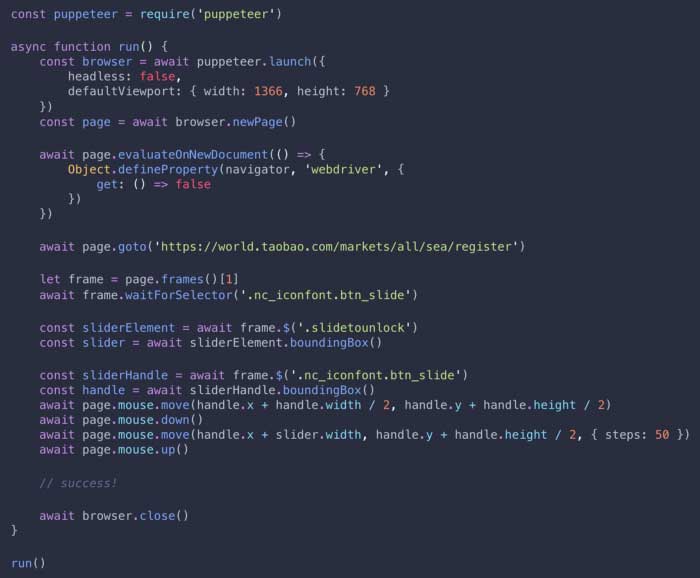 const puppeteer = require('puppeteer')
async function run() {
const browser = await puppeteer.launch({
headless: false,
defaultViewport: { width: 1366, height: 768 }
})
const page = await browser.newPage()
await page.evaluateOnNewDocument(() => {
Object.defineProperty(navigator, 'webdriver', {
get: () => false
})
})
await page.goto('https://world.taobao.com/markets/all/sea/register')
let frame = page.frames()[1]
await frame.waitForSelector('.nc_iconfont.btn_slide')
const sliderElement = await frame.$('.slidetounlock')
const slider = await sliderElement.boundingBox()
const sliderHandle = await frame.$('.nc_iconfont.btn_slide')
const handle = await sliderHandle.boundingBox()
await page.mouse.move(handle.x + handle.width / 2, handle.y + handle.height / 2)
await page.mouse.down()
await page.mouse.move(handle.x + slider.width, handle.y + handle.height / 2, { steps: 50 })
await page.mouse.up()
// success!
await browser.close()
}
run()